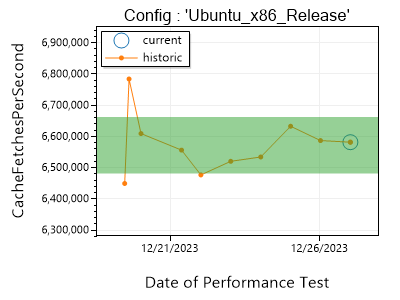 Config : 'Ubuntu_x86_Release'
current
historic
CacheFetchesPerSecond
6,900,000
6,800,000
6,700,000
6,600,000
6,500,000
6,400,000
6,300,000
12/21/2023
12/26/2023
Date of Performance Test